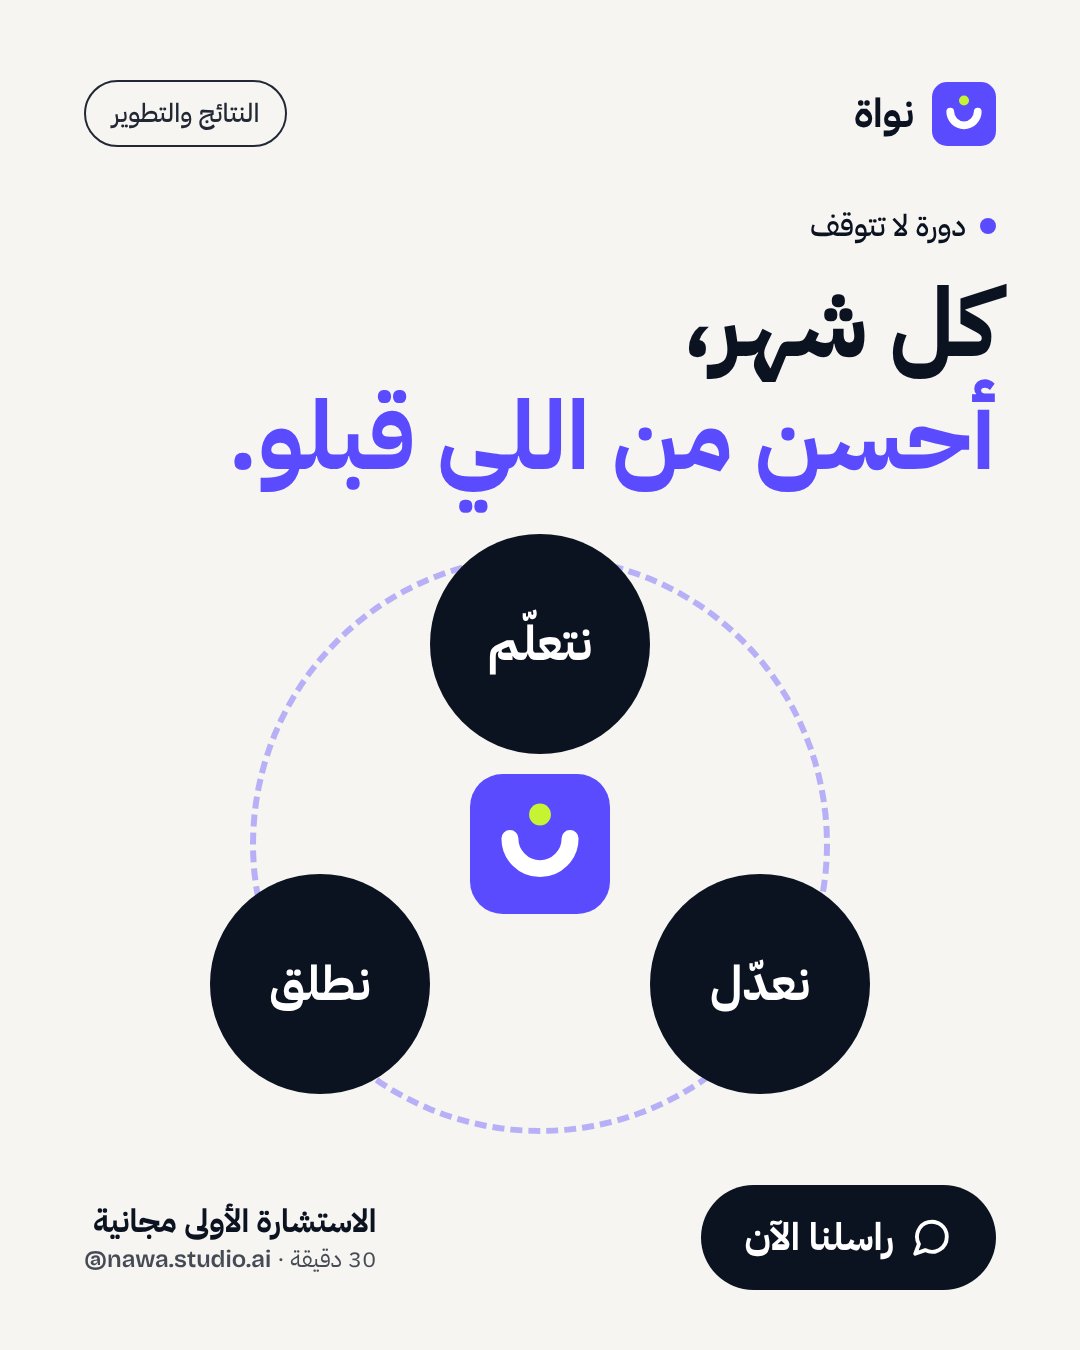 نواة
النتائج والتطوير
دورة لا تتوقف
كل شهر،
أحسن من اللي قبلو.
نتعلّم
نعدّل
نطلق
راسلنا الآن
الاستشارة الأولى مجانية
30 دقيقة · @nawa.studio.ai